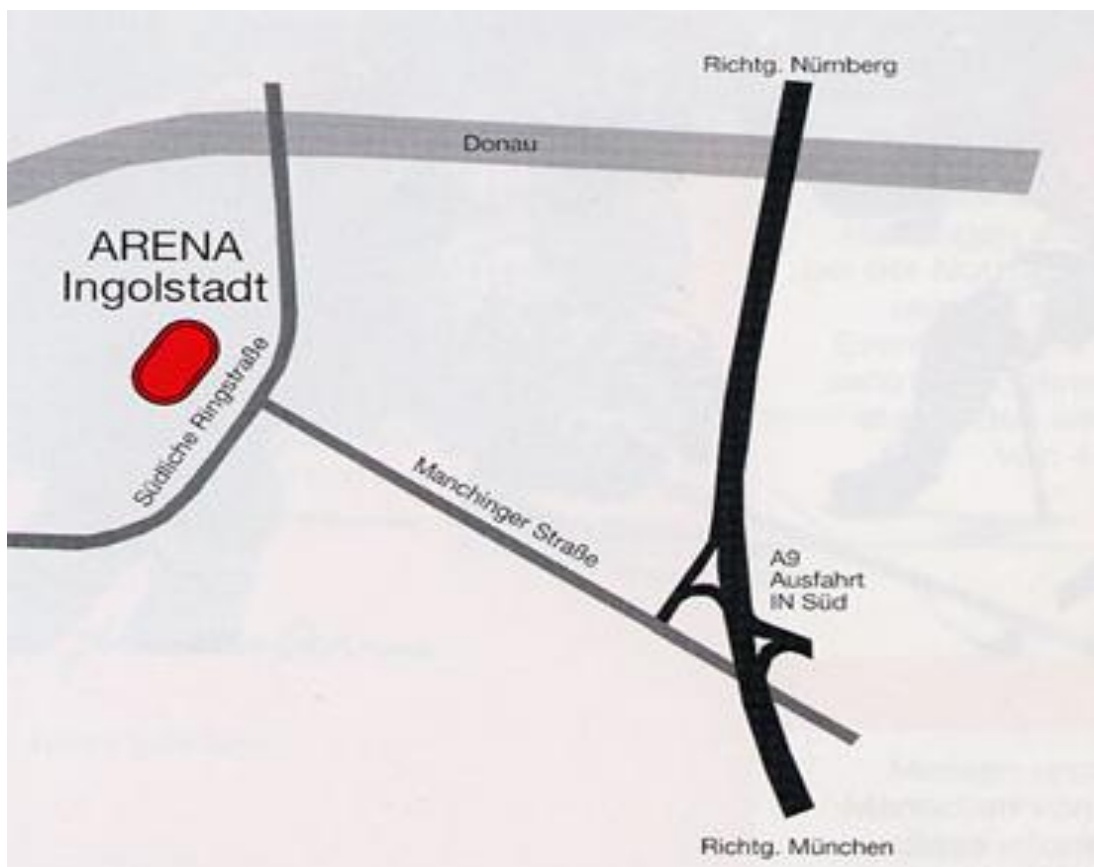 Richtg. Nürnberg
Donau
ARENA
Ingolstadt
Südliche Ringstraße
Manchinger Straße
A9
Ausfahrt
IN Süd
Richtg. München